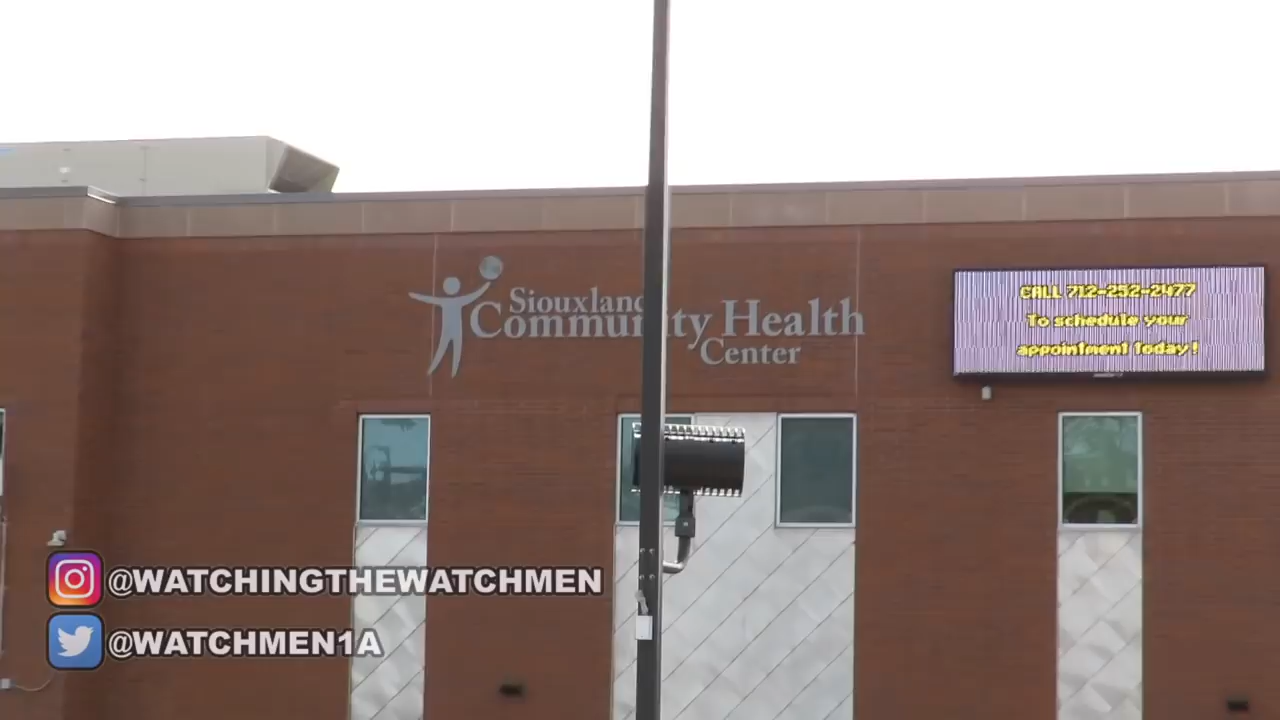 Siouxland
Community Health
Center
CALL 712-252-2477
To schedule your
appointment Today!
@WATCHINGTHEWATCHMEN
@WATCHMEN1A